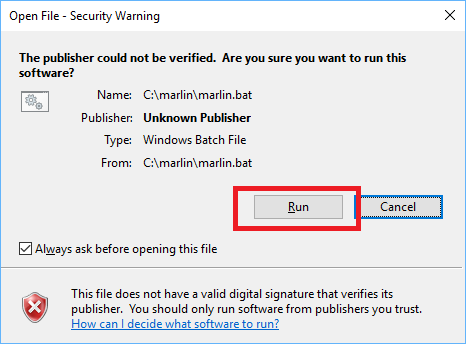 Open File - Security Warning
The publisher could not be verified.  Are you sure you want to run this
software?
Name: C:\marlin\marlin.bat
Publisher: Unknown Publisher
Type: Windows Batch File
From: C:\marlin\marlin.bat
Run Cancel
Always ask before opening this file
This file does not have a valid digital signature that verifies its
publisher.  You should only run software from publishers you trust.
How can I decide what software to run?